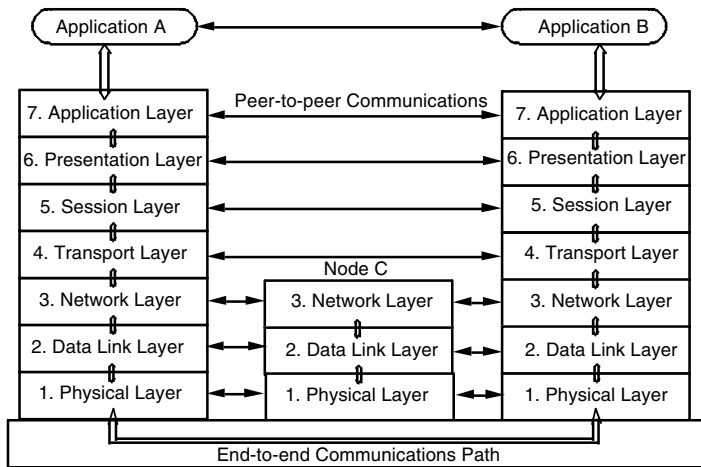 Application A
Application B
Peer-to-peer Communications
7. Application Layer
7. Application Layer
6. Presentation Layer
6. Presentation Layer
5. Session Layer
5. Session Layer
4. Transport Layer
4. Transport Layer
Node C
3. Network Layer
3. Network Layer
3. Network Layer
2. Data Link Layer
2. Data Link Layer
2. Data Link Layer
1. Physical Layer
1. Physical Layer
1. Physical Layer
End-to-end Communications Path